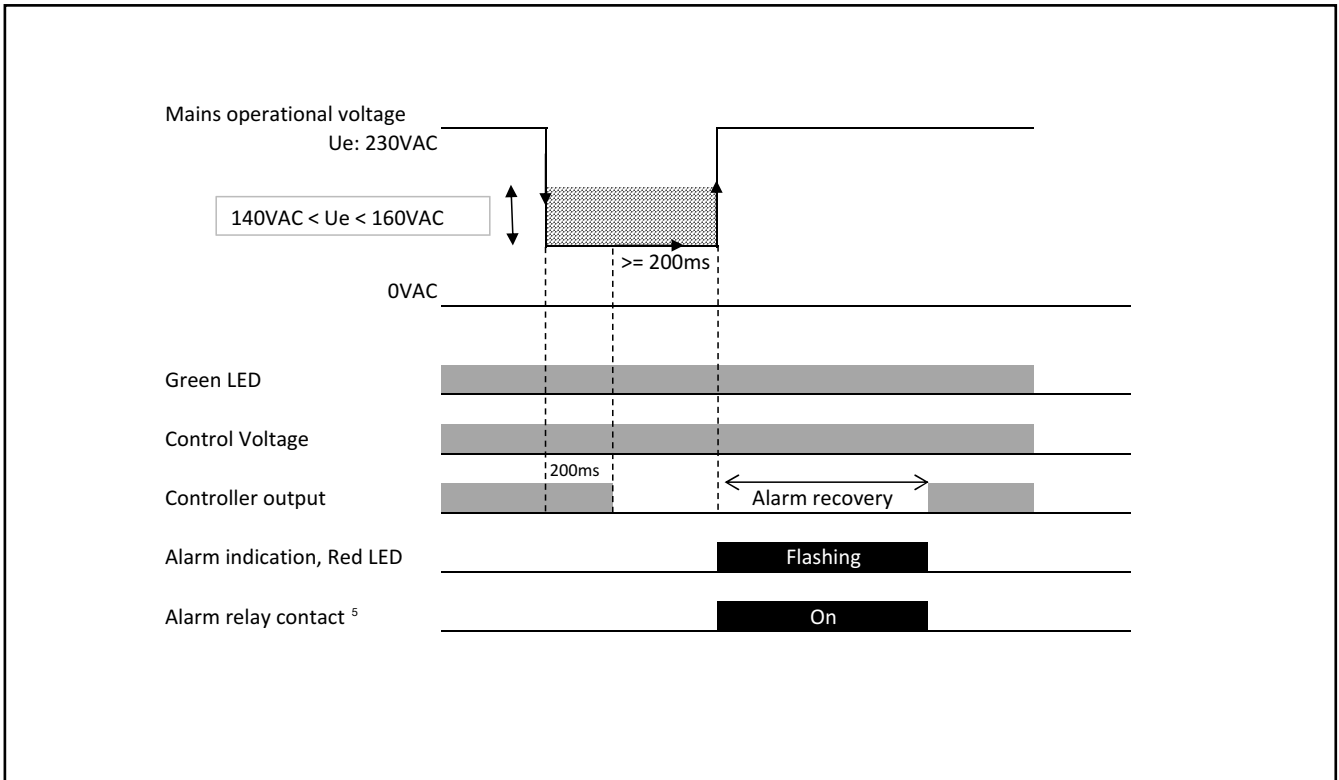 Mains operational voltage
Ue: 230VAC
140VAC < Ue < 160VAC
>= 200ms
0VAC
Green LED
Control Voltage
200ms
Controller output
Alarm recovery
Alarm indication, Red LED
Flashing
Alarm relay contact ⁵
On